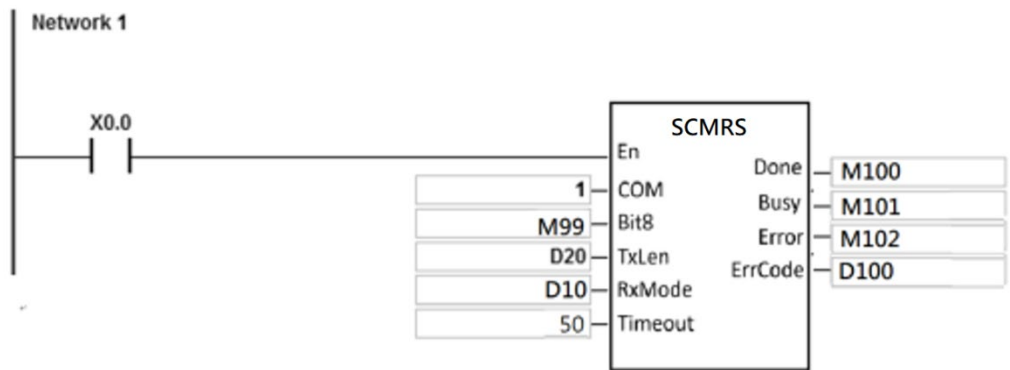 Network 1
X0.0
SCMRS
En
Done M100
1 COM
Busy M101
M99 Bit8
Error M102
D20 TxLen
ErrCode D100
D10 RxMode
50 Timeout